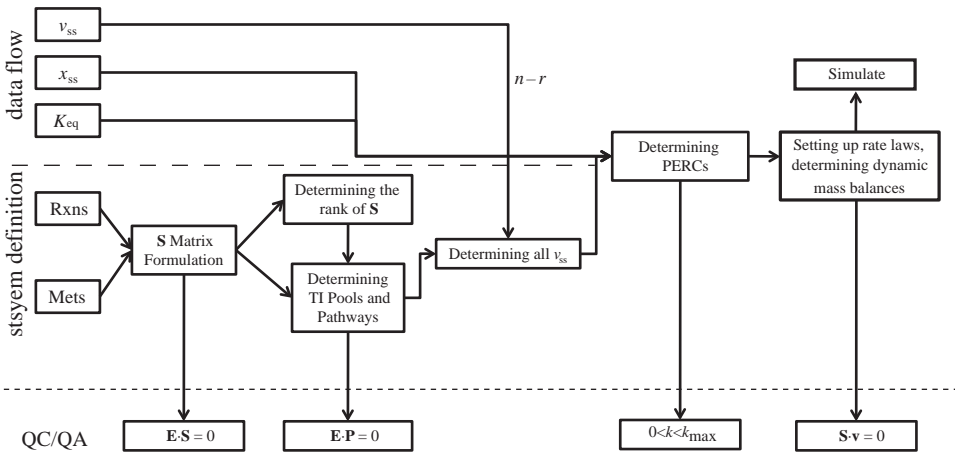 data flow
v_ss
x_ss
K_eq
n–r
Simulate
Determining
PERCs
Setting up rate laws,
determining dynamic
mass balances
stsyem definition
Rxns
Mets
S Matrix
Formulation
Determining the
rank of S
Determining
TI Pools and
Pathways
Determining all v_ss
QC/QA
E·S = 0
E·P = 0
0<k<k_max
S·v = 0